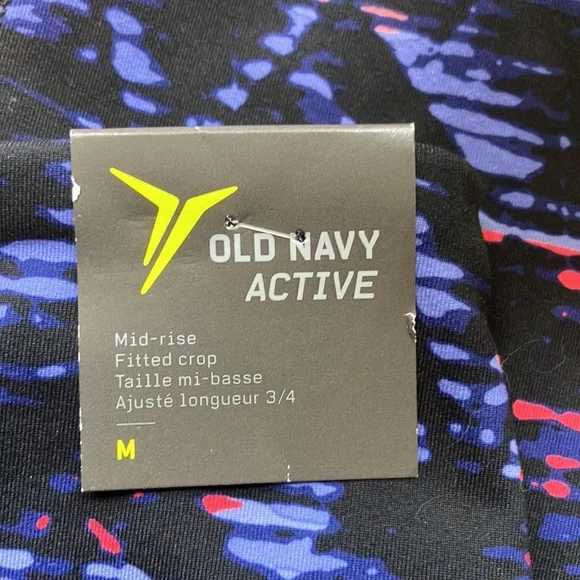 OLD NAVY
ACTIVE
Mid-rise
Fitted crop
Taille mi-basse
Ajusté longueur 3/4
M